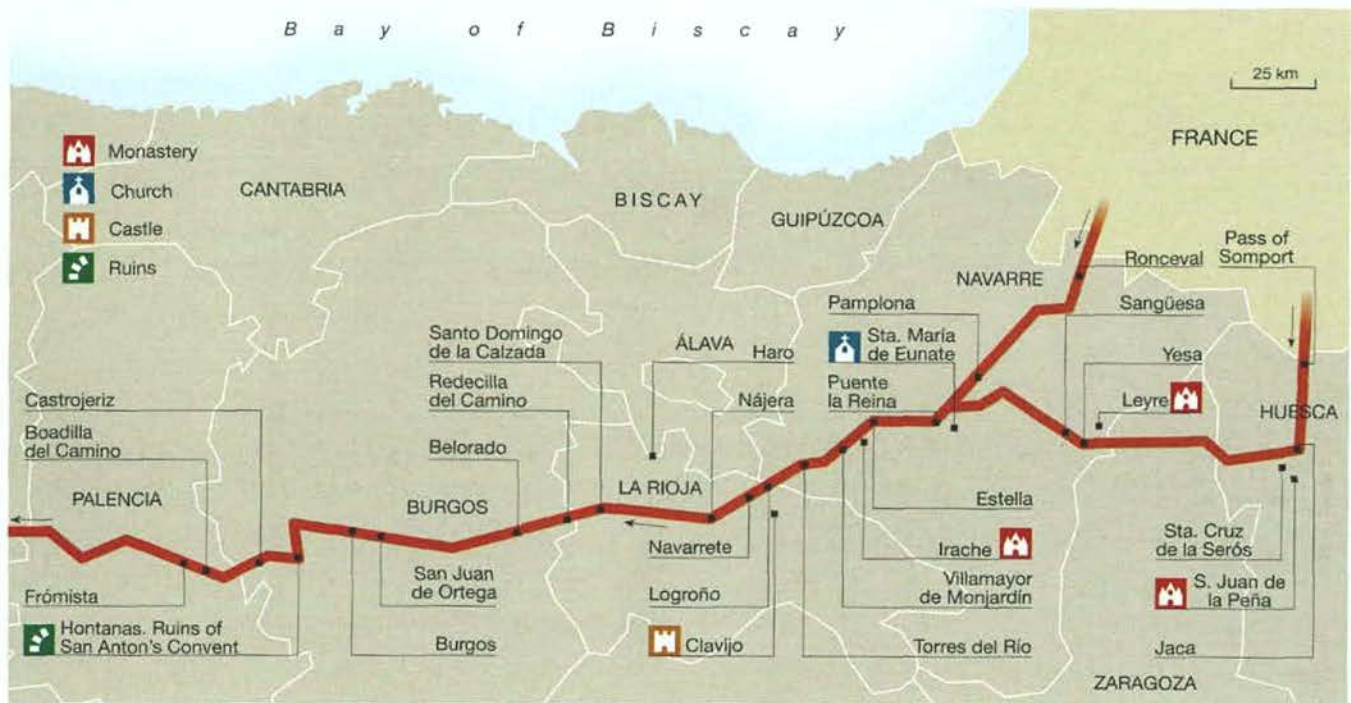 Bay of Biscay
25 km
FRANCE
Monastery
Church
Castle
Ruins
CANTABRIA
BISCAY
GUIPÚZCOA
NAVARRE
Ronceval
Pass of
Somport
Pamplona
Sangüesa
Santo Domingo
de la Calzada
ÁLAVA
Haro
Sta. María
de Eunate
Yesa
Castrojeriz
Redecilla
del Camino
Nájera
Puente
la Reina
Leyre
HUESCA
Boadilla
del Camino
Belorado
PALENCIA
BURGOS
LA RIOJA
Estella
Frómista
San Juan
de Ortega
Navarrete
Irache
Sta. Cruz
de la Serós
Logroño
Villamayor
de Monjardín
S. Juan de
la Peña
Hontanas. Ruins of
San Anton's Convent
Burgos
Clavijo
Torres del Río
Jaca
ZARAGOZA